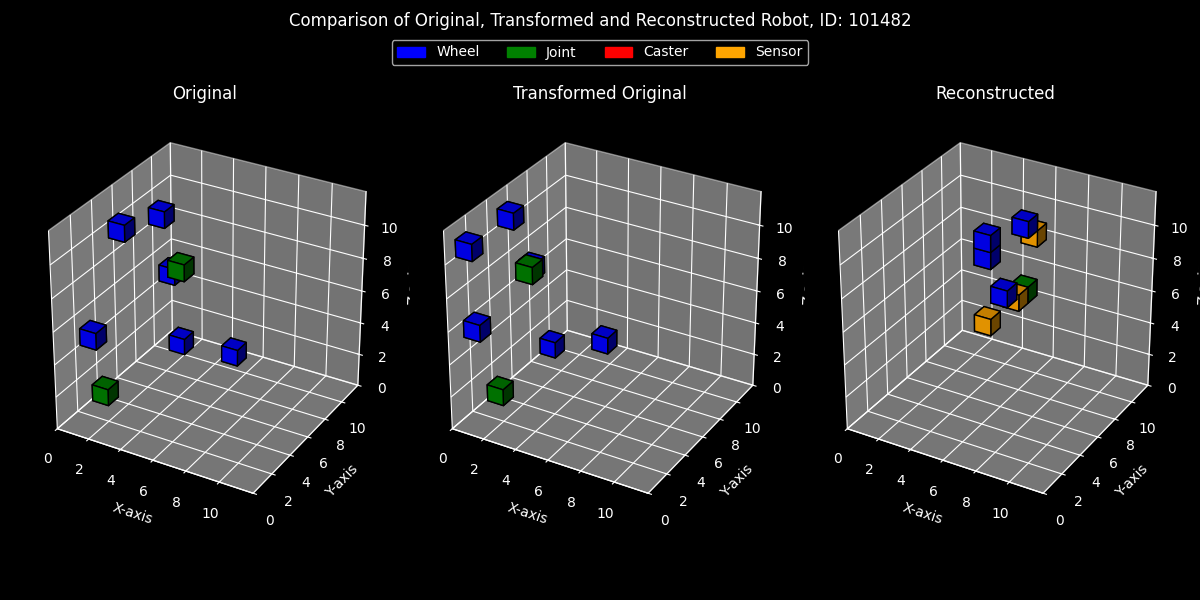 Comparison of Original, Transformed and Reconstructed Robot, ID: 101482
Wheel Joint Caster Sensor
Original
Transformed Original
Reconstructed
0 2 4 6 8 10
X-axis
0 2 4 6 8 10
Y-axis
0 2 4 6 8 10
0 2 4 6 8 10
X-axis
0 2 4 6 8 10
Y-axis
0 2 4 6 8 10
0 2 4 6 8 10
X-axis
0 2 4 6 8 10
Y-axis
0 2 4 6 8 10